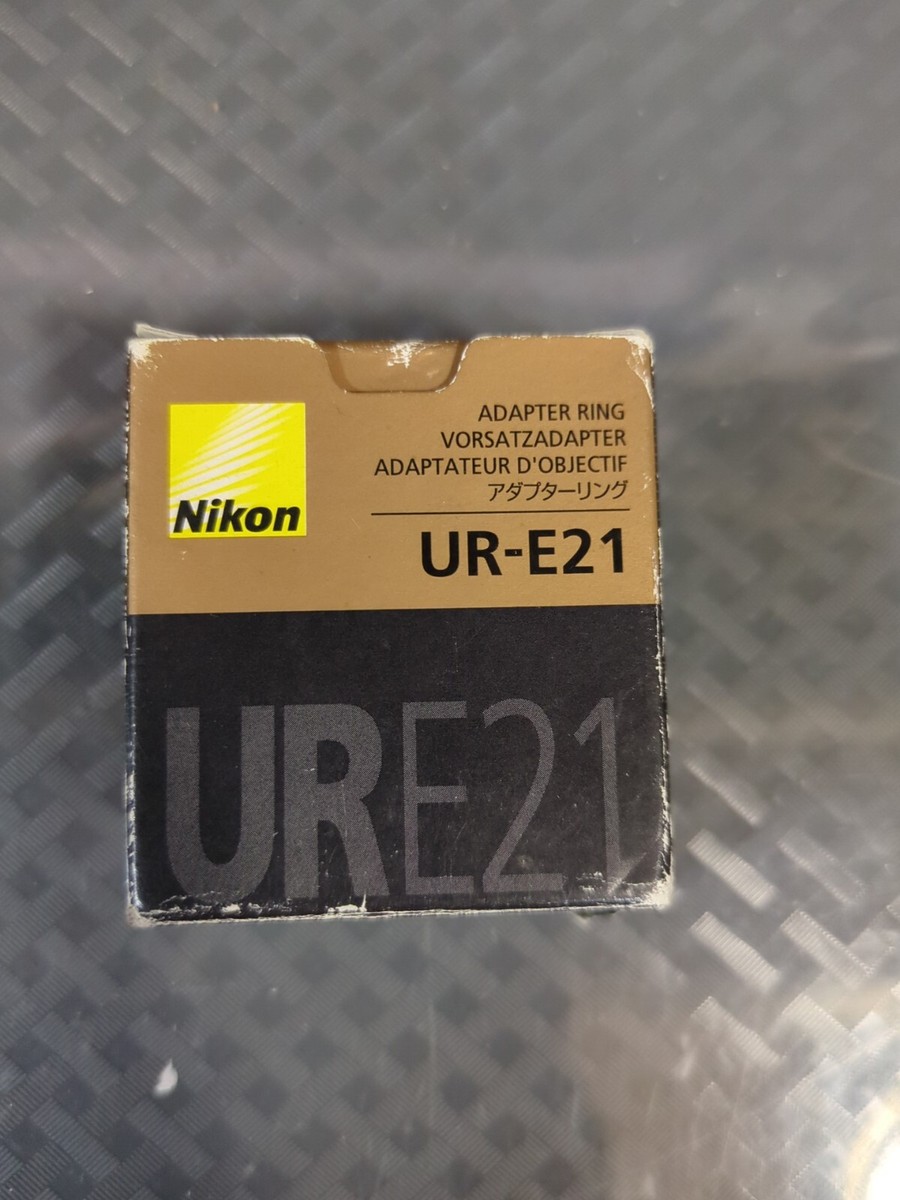 Nikon
ADAPTER RING
VORSATZADAPTER
ADAPTATEUR D'OBJECTIF
アダプターリング
UR-E21
URE21